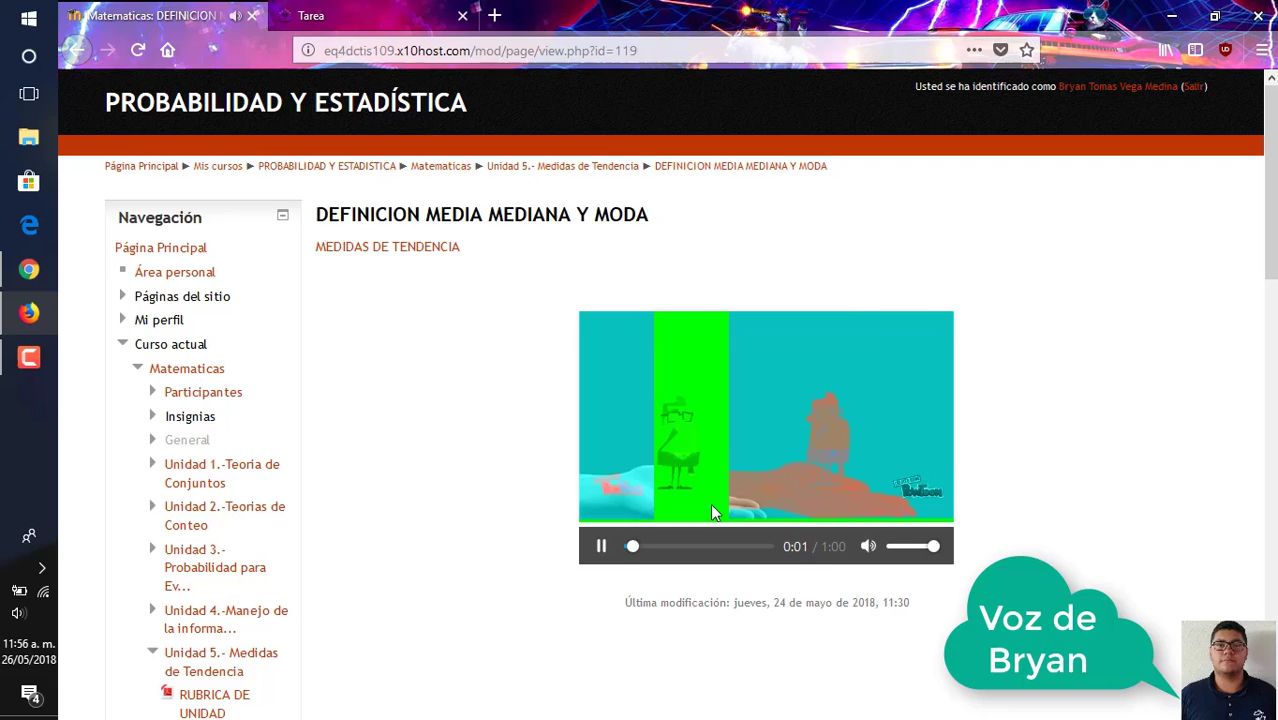 Matematicas: DEFINICION
Tarea
eq4dctis109.x10host.com/mod/page/view.php?id=119
PROBABILIDAD Y ESTADÍSTICA
Usted se ha identificado como Bryan Tomas Vega Medina (Salir)
Página Principal ► Mis cursos ► PROBABILIDAD Y ESTADISTICA ► Matematicas ► Unidad 5.- Medidas de Tendencia ► DEFINICION MEDIA MEDIANA Y MODA
Navegación
Página Principal
Área personal
Páginas del sitio
Mi perfil
Curso actual
Matematicas
Participantes
Insignias
General
Unidad 1.-Teoria de
Conjuntos
Unidad 2.-Teorias de
Conteo
Unidad 3.-
Probabilidad para
Ev...
Unidad 4.-Manejo de
la informa...
Unidad 5.- Medidas
de Tendencia
RUBRICA DE
UNIDAD
DEFINICION MEDIA MEDIANA Y MODA
MEDIDAS DE TENDENCIA
0:01 / 1:00
Última modificación: jueves, 24 de mayo de 2018, 11:30
Voz de
Bryan
11:56 a. m.
26/05/2018
4